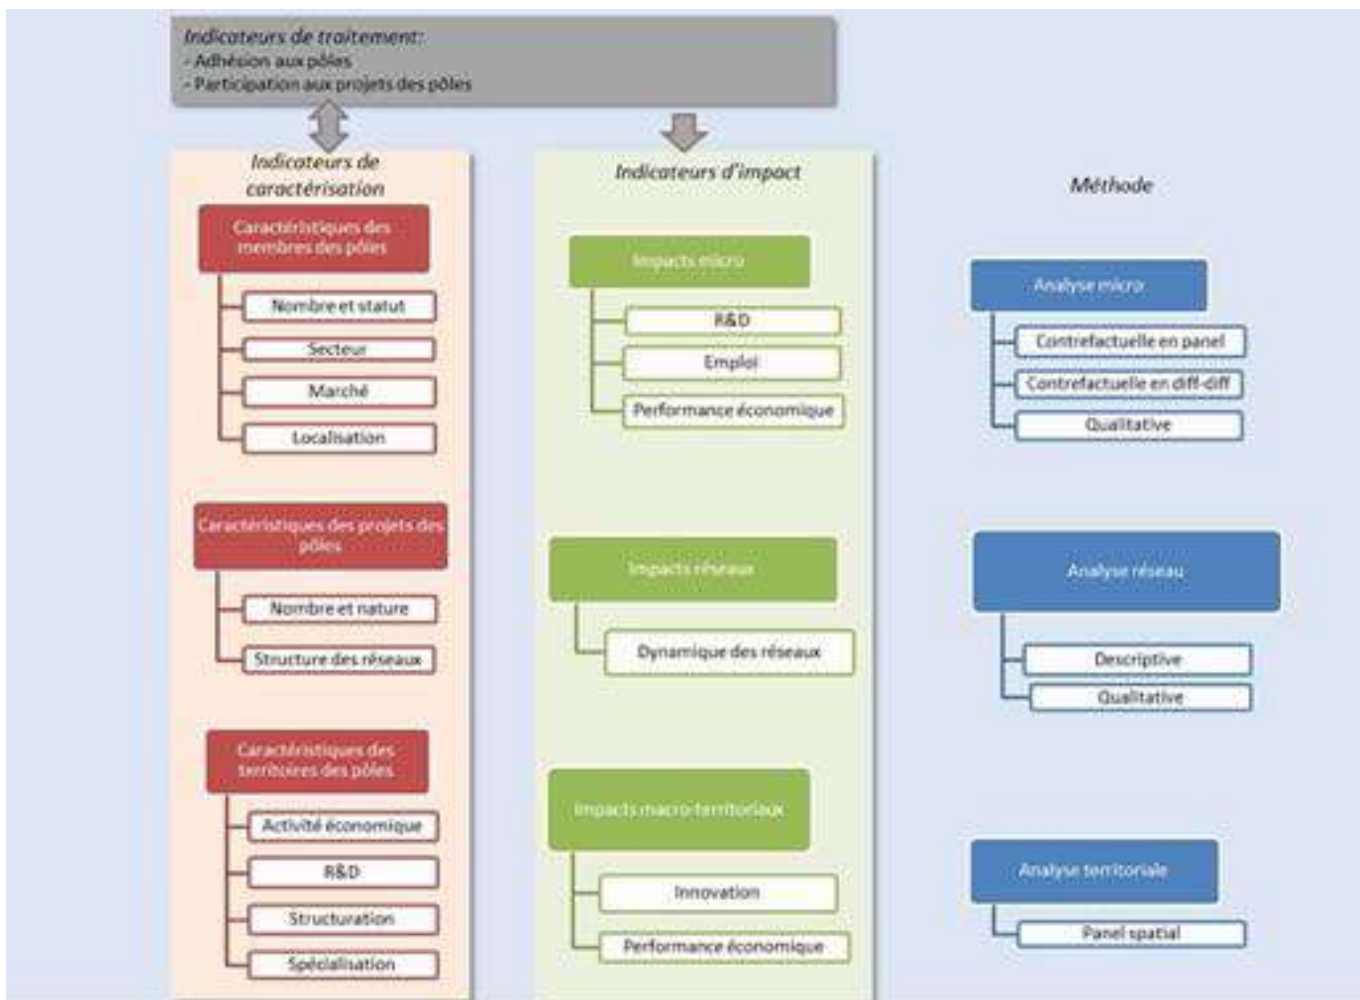 Indicateurs de traitement:
- Adhésion aux pôles
- Participation aux projets des pôles
Indicateurs de
caractérisation
Caractéristiques des
membres des pôles
Nombre et statut
Secteur
Marché
Localisation
Caractéristiques des projets des
pôles
Nombre et nature
Structure des réseaux
Caractéristiques des
territoires des pôles
Activité économique
R&D
Structuration
Spécialisation
Indicateurs d'impact
Impacts micro
R&D
Emploi
Performance économique
Impacts réseaux
Dynamique des réseaux
Impacts macro-territoriaux
Innovation
Performance économique
Méthode
Analyse micro
Contrefactuelle en panel
Contrefactuelle en diff-diff
Qualitative
Analyse réseau
Descriptive
Qualitative
Analyse territoriale
Panel spatial